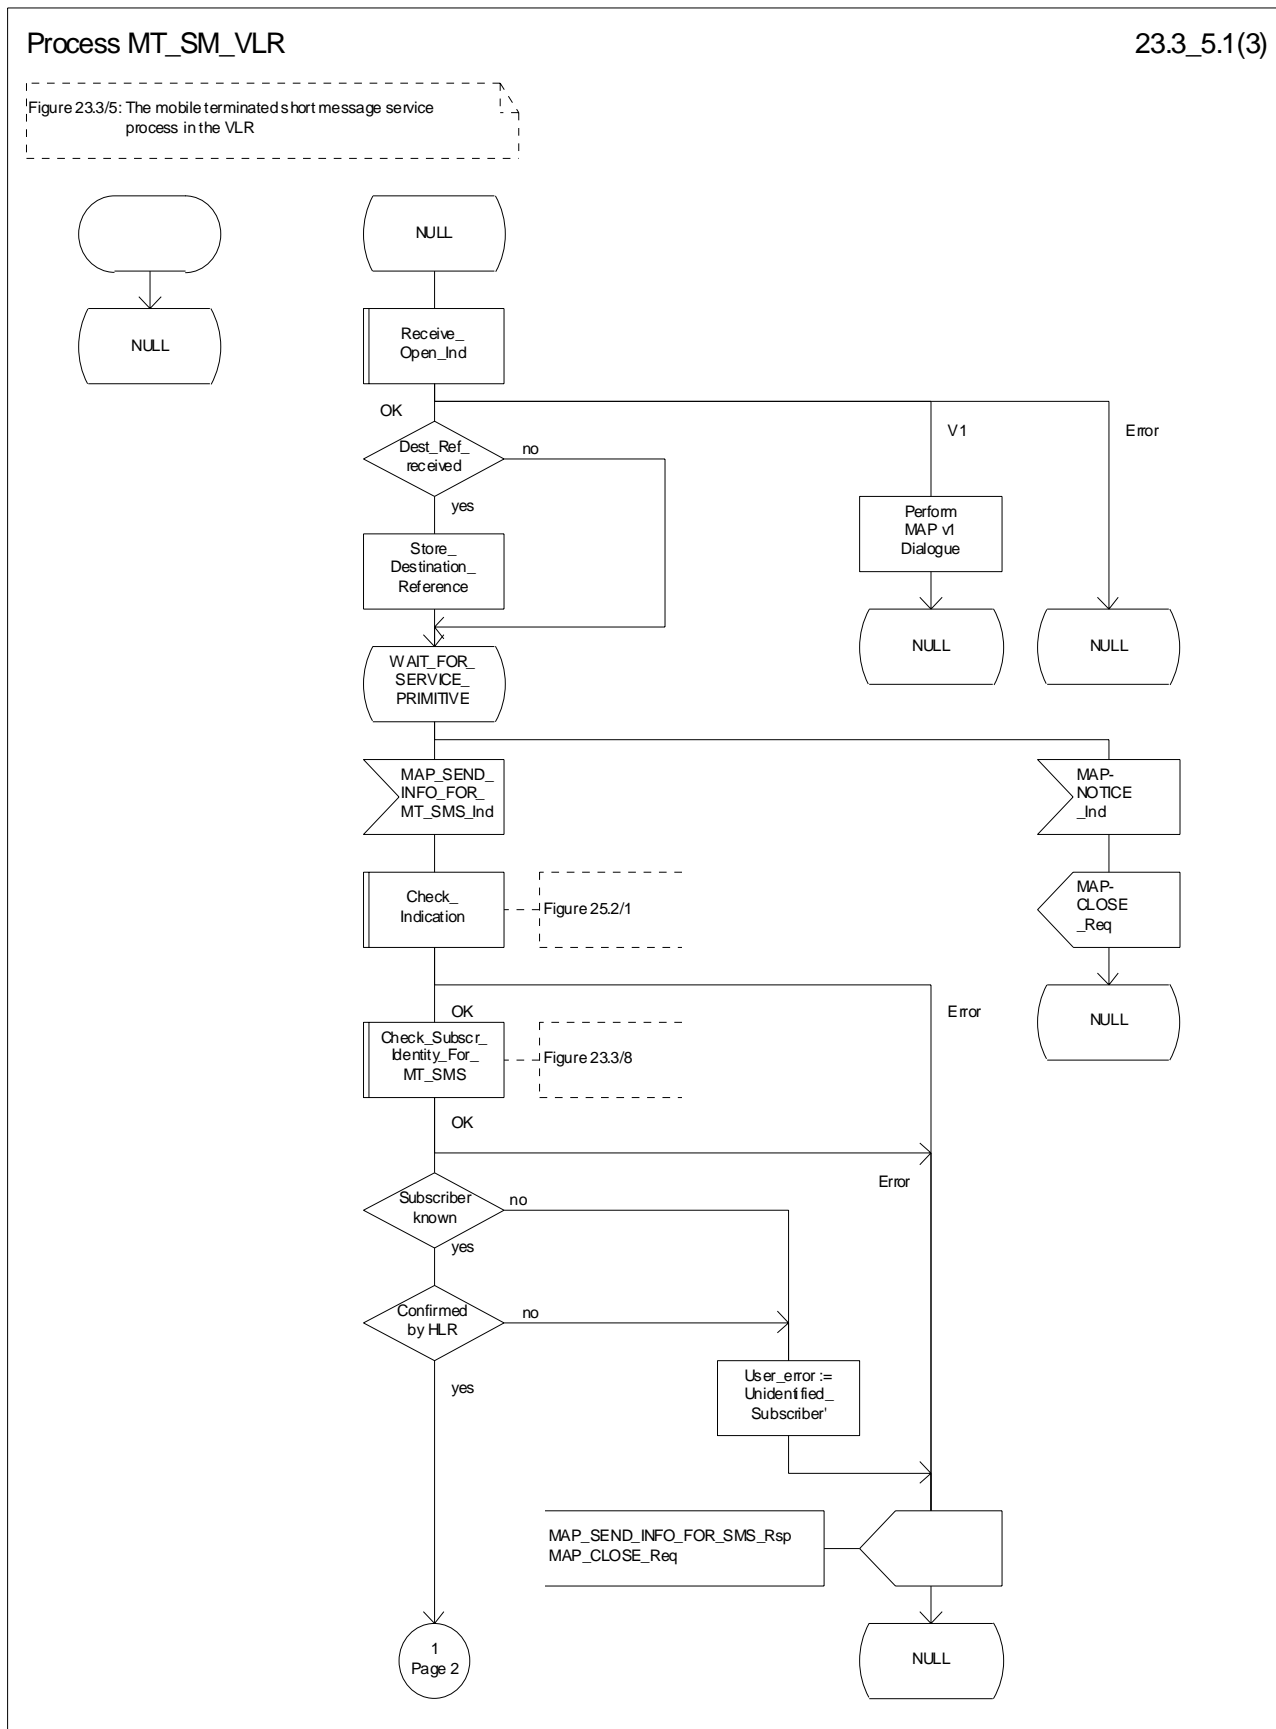 Process MT_SM_VLR
23.3_5.1(3)
Figure 23.3/5: The mobile terminated short message service
process in the VLR
NULL
NULL
Receive_
Open_Ind
OK
V1
Error
Dest_Ref_
received
no
yes
Perform
MAP v1
Dialogue
Store_
Destination_
Reference
NULL
NULL
WAIT_FOR_
SERVICE_
PRIMITIVE
MAP_SEND_
INFO_FOR_
MT_SMS_Ind
MAP-
NOTICE
_Ind
Check_
Indication
Figure 25.2/1
MAP-
CLOSE
_Req
OK
Error
NULL
Check_Subscr_
Identity_For_
MT_SMS
Figure 23.3/8
OK
Error
Subscriber
known
no
yes
Confirmed
by HLR
no
yes
User_error :=
Unidentified_
Subscriber'
MAP_SEND_INFO_FOR_SMS_Rsp
MAP_CLOSE_Req
1
Page 2
NULL